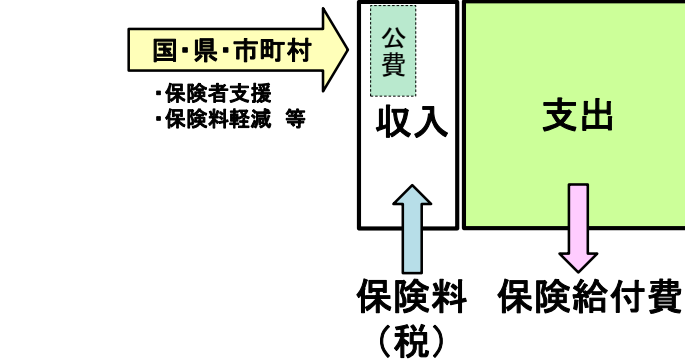 国・県・市町村
・保険者支援
・保険料軽減 等
公費
収入
支出
保険料
（税）
保険給付費